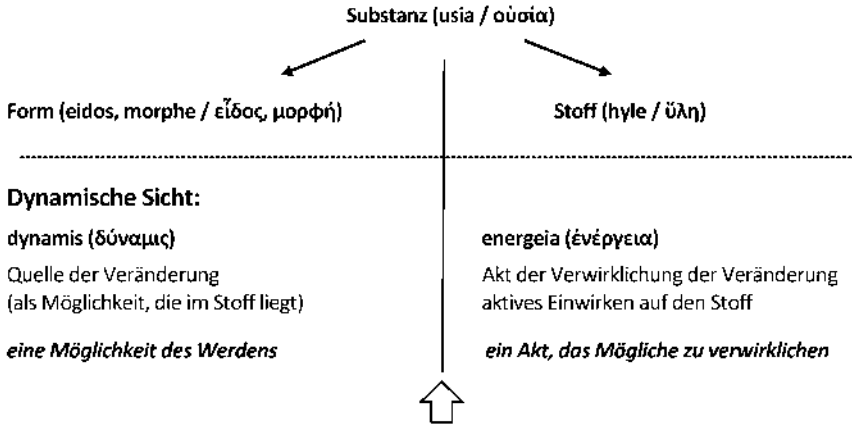 Substanz (usia / οὐσία)
Form (eidos, morphe / εἶδος, μορφή)
Stoff (hyle / ὕλη)
Dynamische Sicht:
dynamis (δύναμις)
Quelle der Veränderung
(als Möglichkeit, die im Stoff liegt)
eine Möglichkeit des Werdens
energeia (ἐνέργεια)
Akt der Verwirklichung der Veränderung
aktives Einwirken auf den Stoff
ein Akt, das Mögliche zu verwirklichen